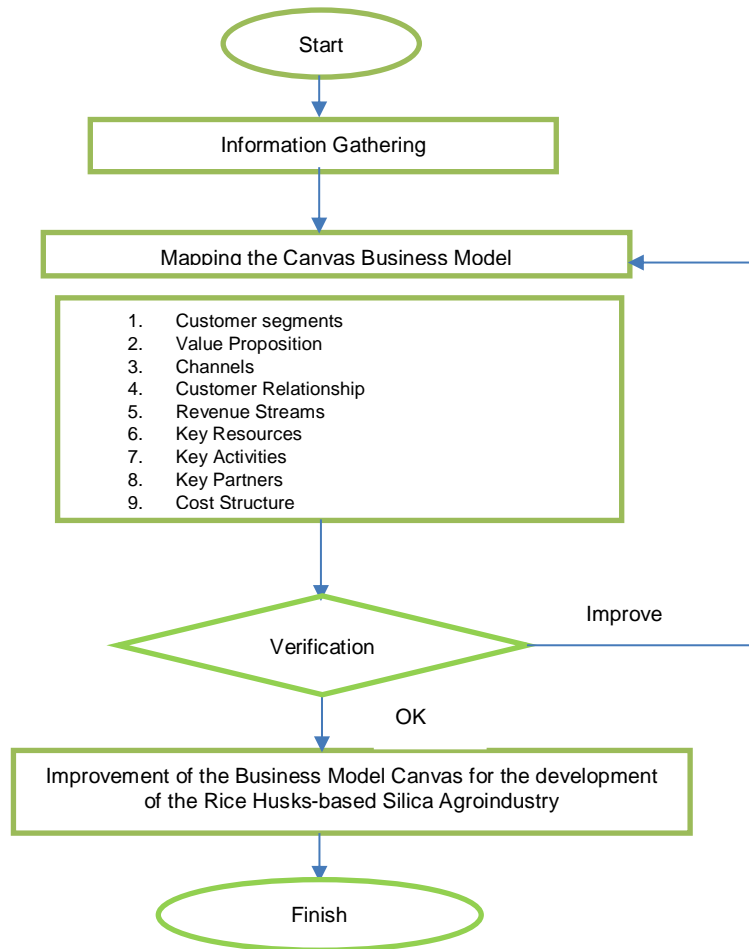 Start
Information Gathering
Mapping the Canvas Business Model
1. Customer segments
2. Value Proposition
3. Channels
4. Customer Relationship
5. Revenue Streams
6. Key Resources
7. Key Activities
8. Key Partners
9. Cost Structure
Improve
Verification
OK
Improvement of the Business Model Canvas for the development
of the Rice Husks-based Silica Agroindustry
Finish